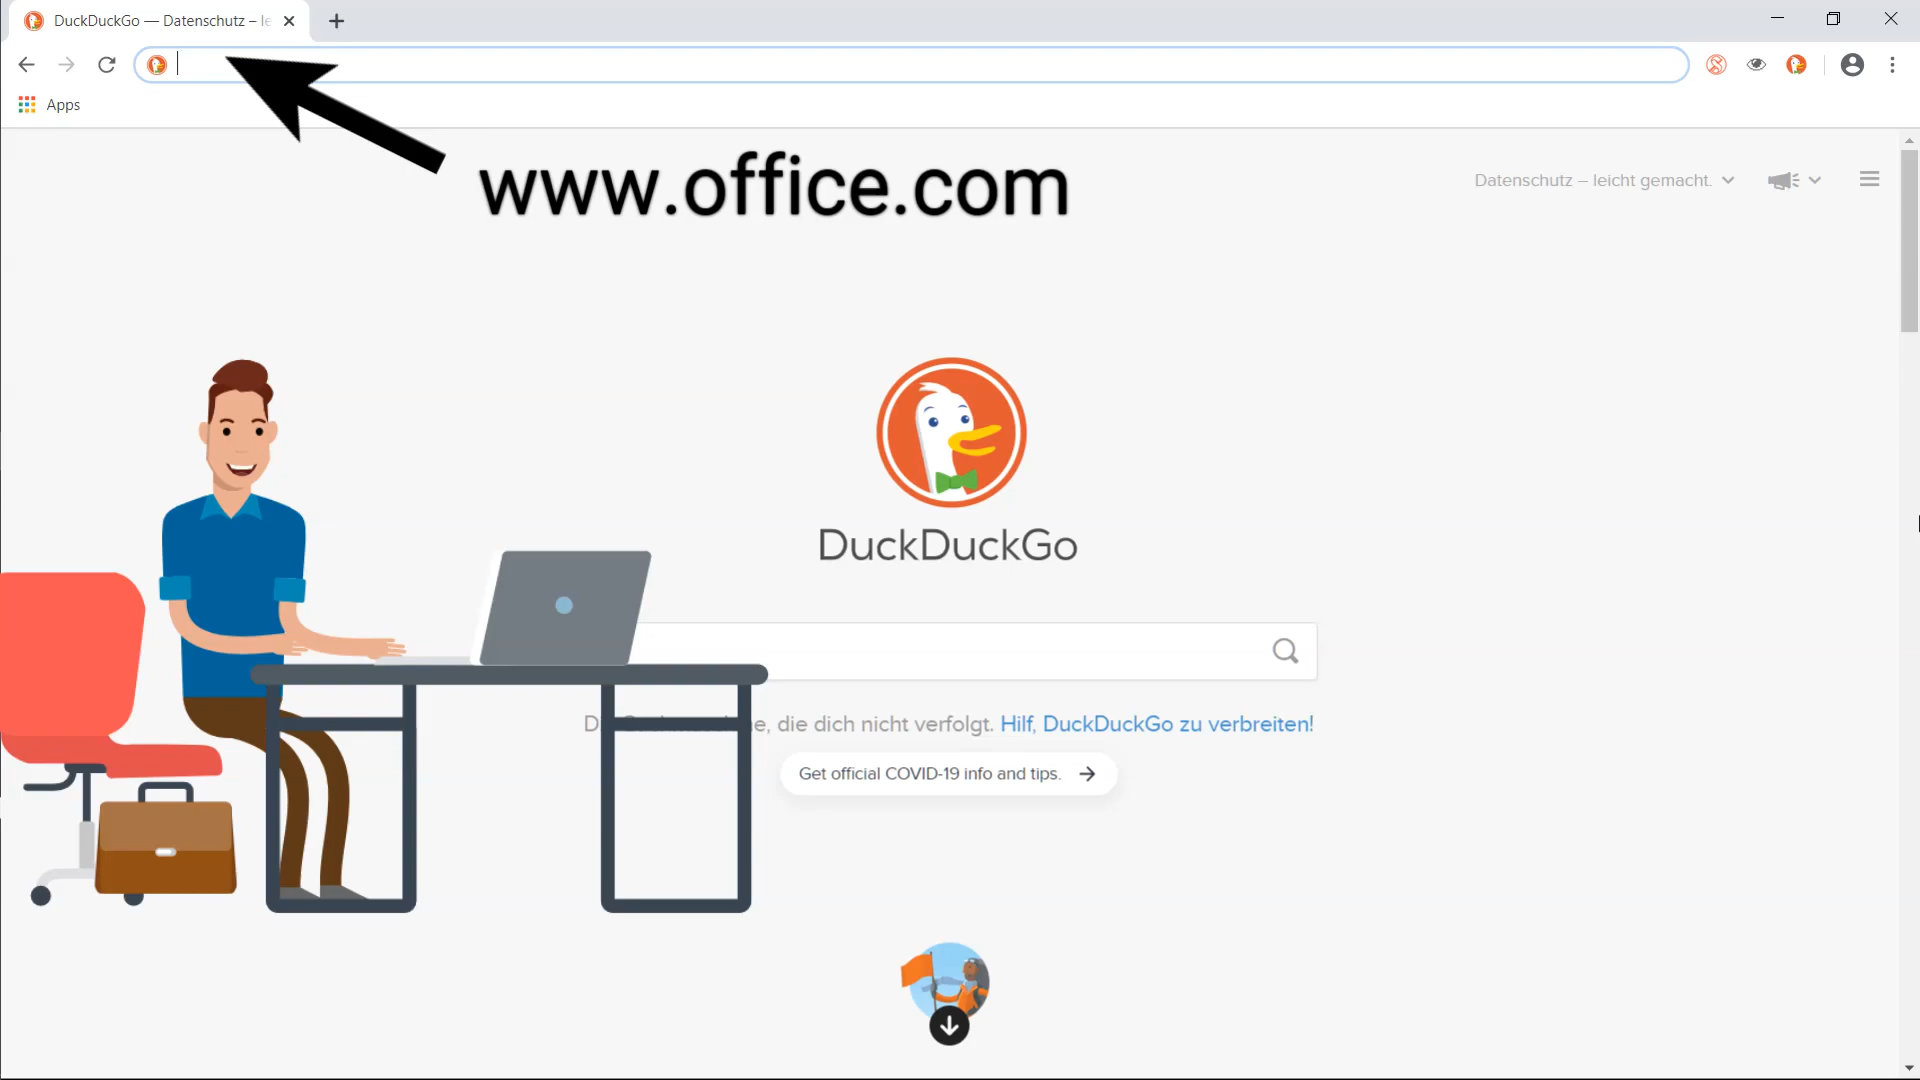 DuckDuckGo — Datenschutz – le
Apps
www.office.com
Datenschutz – leicht gemacht.
DuckDuckGo
e, die dich nicht verfolgt. Hilf, DuckDuckGo zu verbreiten!
Get official COVID-19 info and tips.